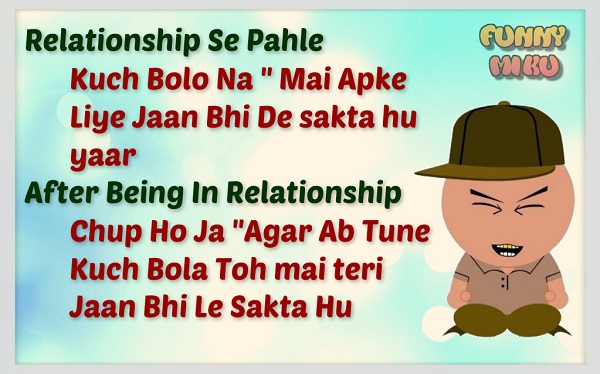 Relationship Se Pahle
Kuch Bolo Na " Mai Apke
Liye Jaan Bhi De sakta hu
yaar
After Being In Relationship
Chup Ho Ja "Agar Ab Tune
Kuch Bola Toh mai teri
Jaan Bhi Le Sakta Hu
FUNNY
MIKU